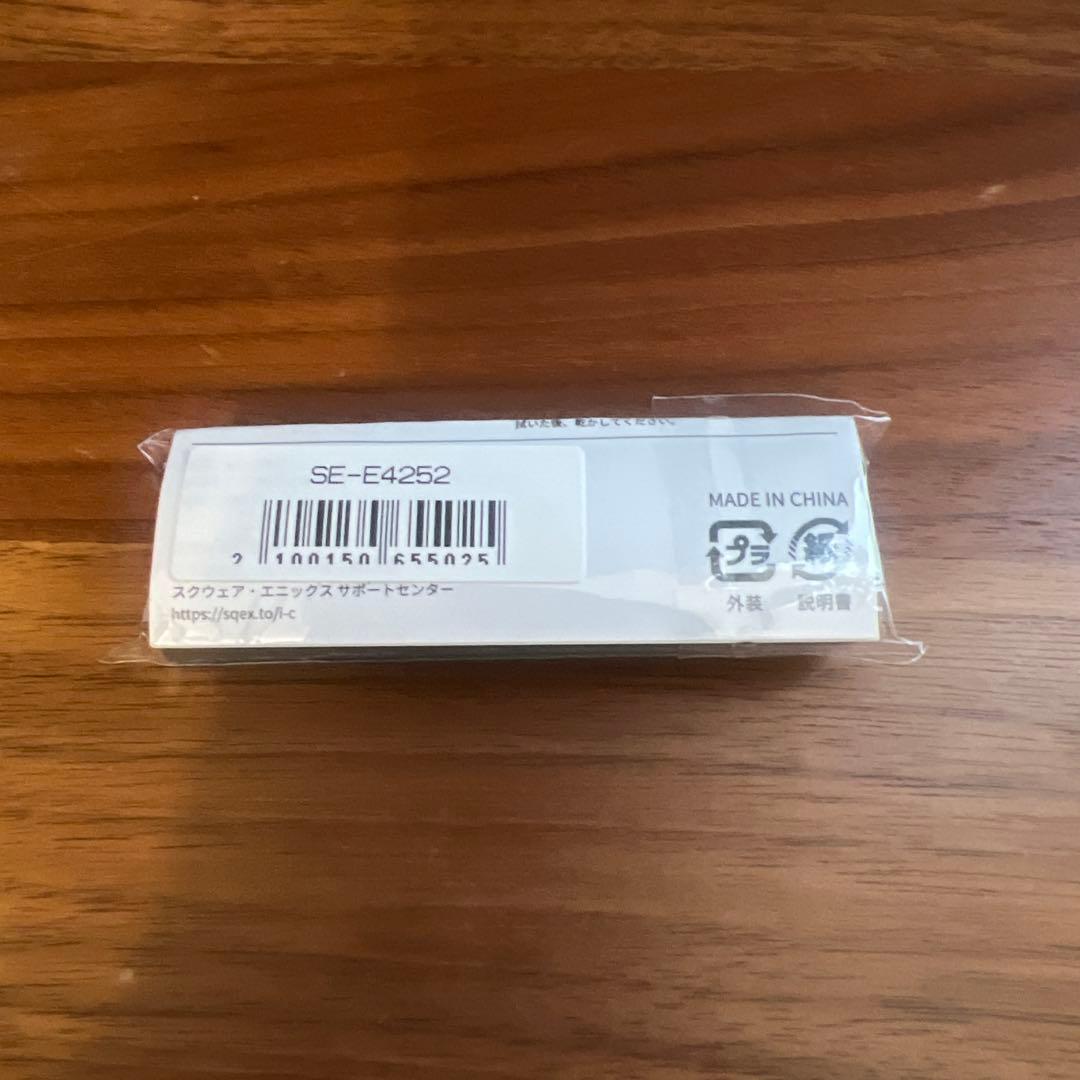 拭いた後、乾かしてください。
SE-E4252
2 100150 655025
MADE IN CHINA
プラ
紙
外装
説明書
スクウェア・エニックス サポートセンター
https://sqex.to/i-c